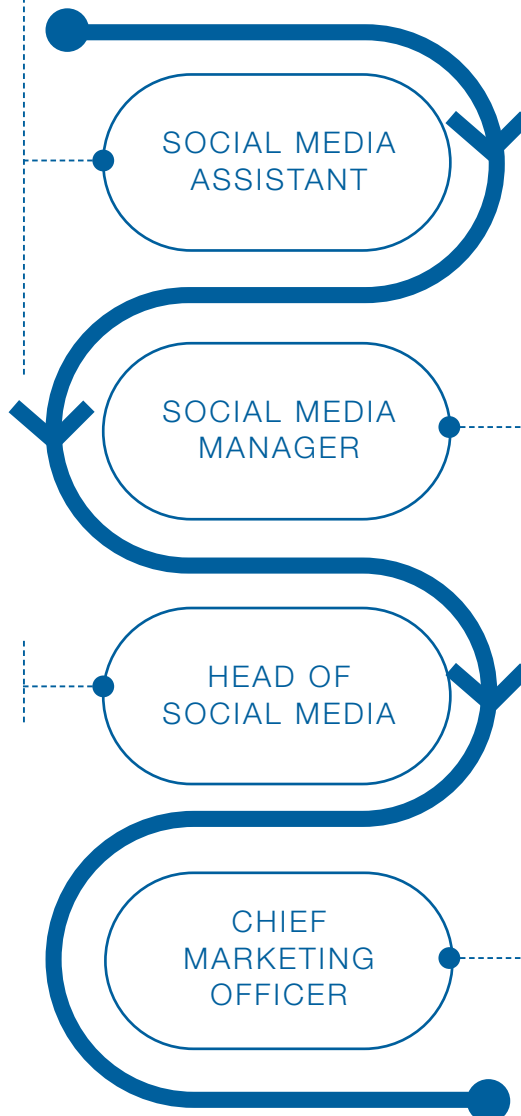 SOCIAL MEDIA
ASSISTANT
SOCIAL MEDIA
MANAGER
HEAD OF
SOCIAL MEDIA
CHIEF
MARKETING
OFFICER